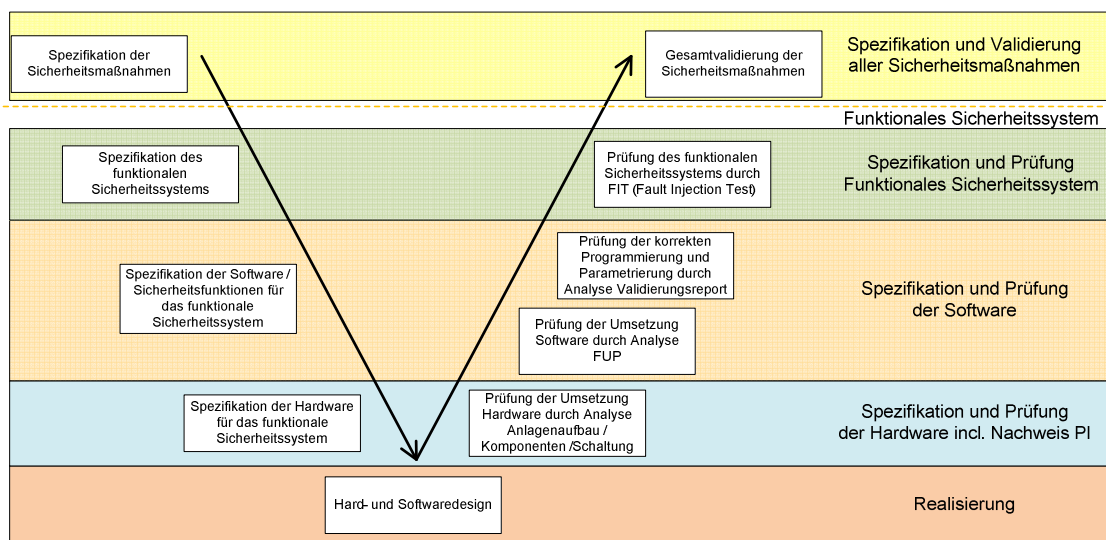 Spezifikation der
Sicherheitsmaßnahmen
Gesamtvalidierung der
Sicherheitsmaßnahmen
Spezifikation und Validierung
aller Sicherheitsmaßnahmen
Funktionales Sicherheitssystem
Spezifikation des
funktionalen
Sicherheitssystems
Prüfung des funktionalen
Sicherheitssystems durch
FIT (Fault Injection Test)
Spezifikation und Prüfung
Funktionales Sicherheitssystem
Spezifikation der Software /
Sicherheitsfunktionen für
das funktionale
Sicherheitssystem
Prüfung der korrekten
Programmierung und
Parametrierung durch
Analyse Validierungsreport
Prüfung der Umsetzung
Software durch Analyse
FUP
Spezifikation und Prüfung
der Software
Spezifikation der Hardware
für das funktionale
Sicherheitssystem
Prüfung der Umsetzung
Hardware durch Analyse
Anlagenaufbau /
Komponenten /Schaltung
Spezifikation und Prüfung
der Hardware incl. Nachweis Pl
Hard- und Softwaredesign
Realisierung